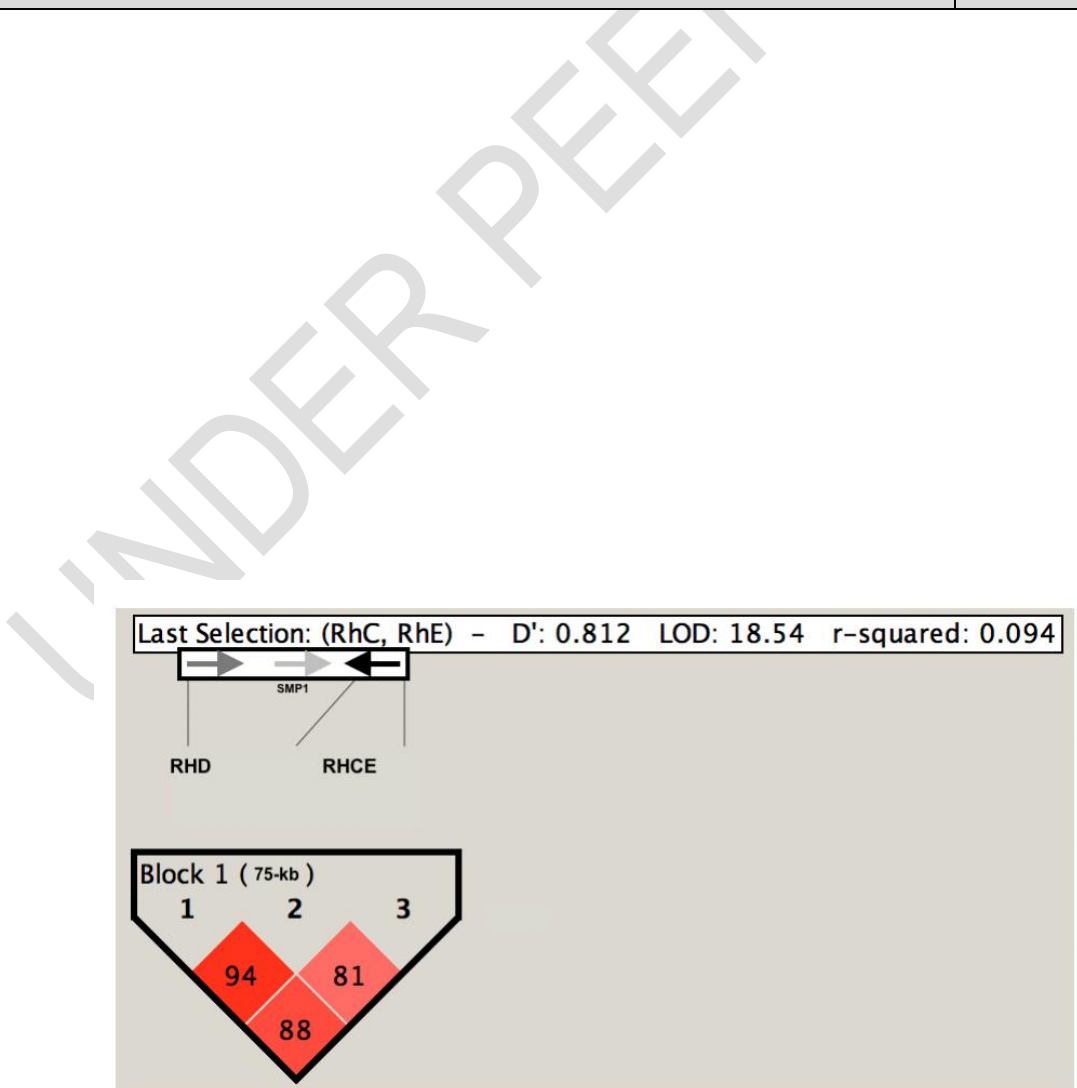 UNDER PEER
Last Selection: (RhC, RhE) – D': 0.812 LOD: 18.54 r-squared: 0.094
SMP1
RHD RHCE
Block 1 ( 75-kb )
1 2 3
94 81
88